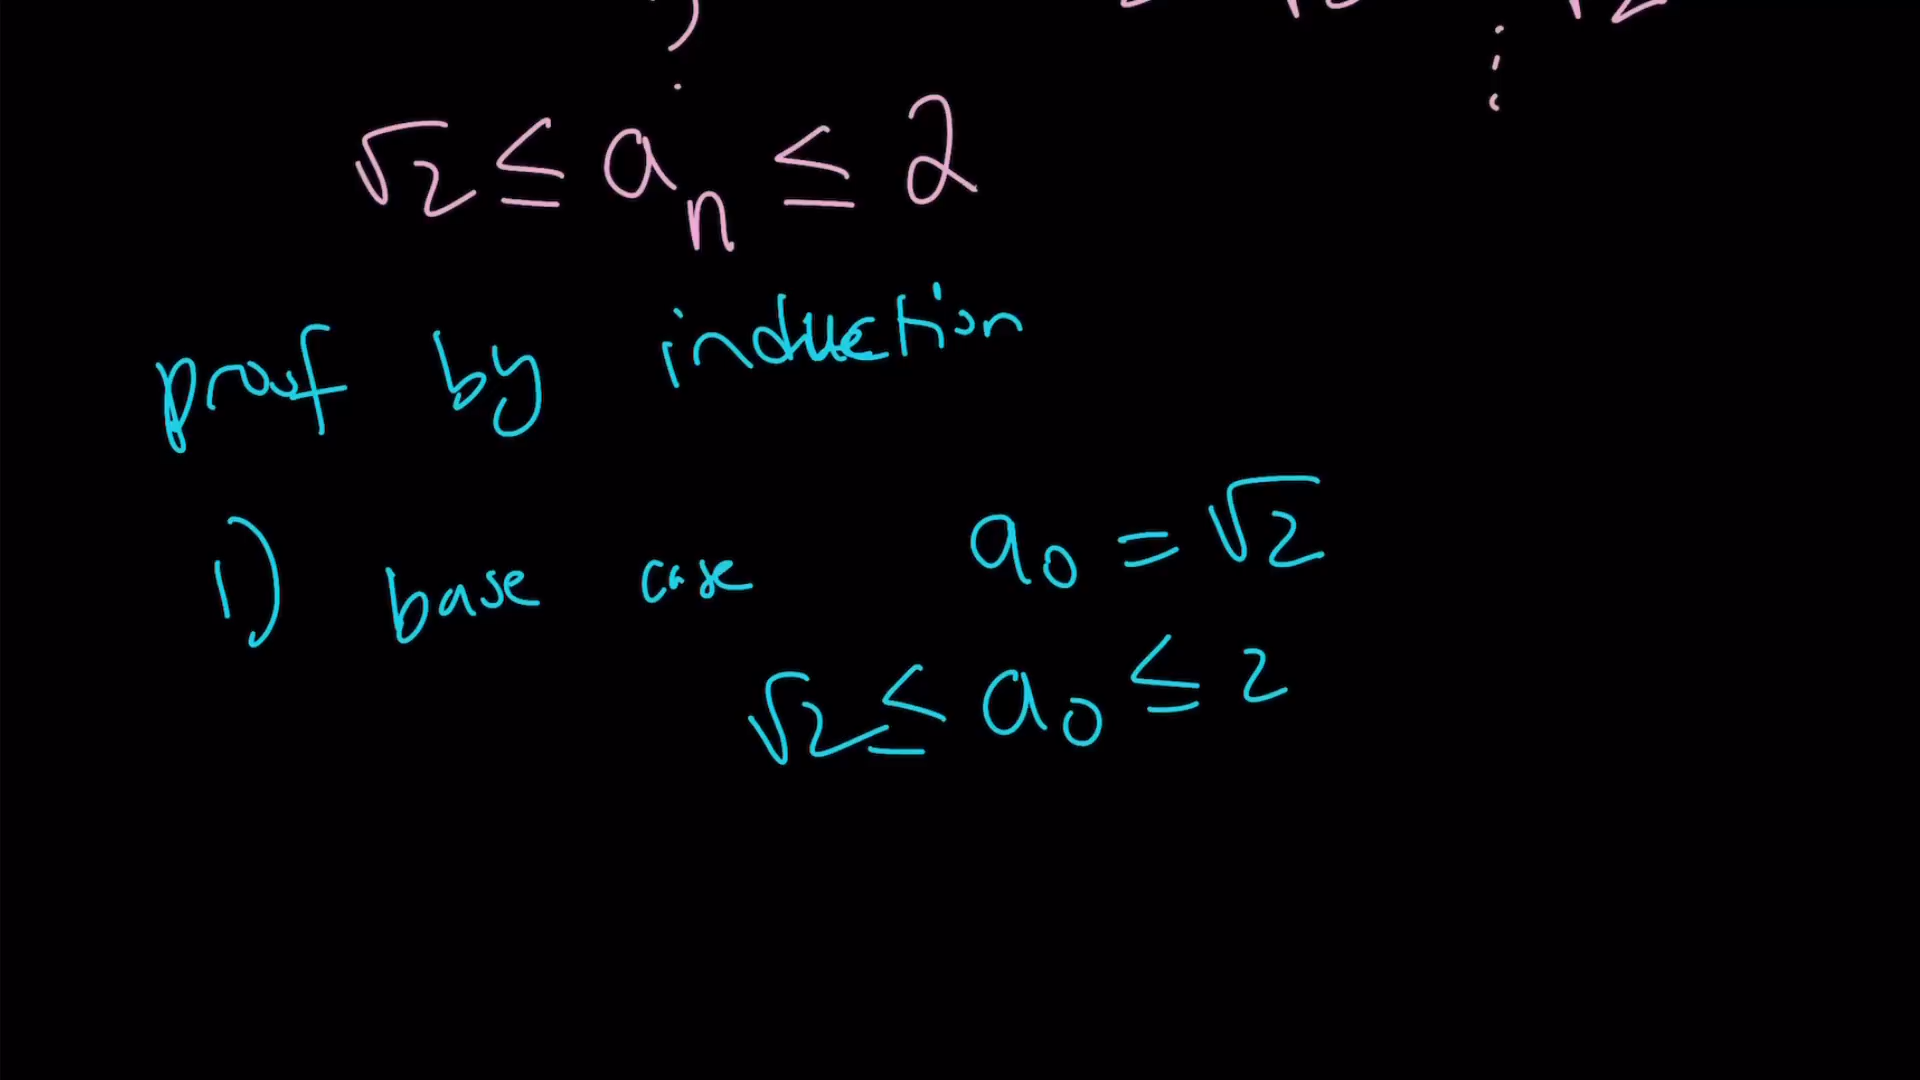 √2 ≤ aₙ ≤ 2
proof by induction
1) base case a₀ = √2
√2 ≤ a₀ ≤ 2